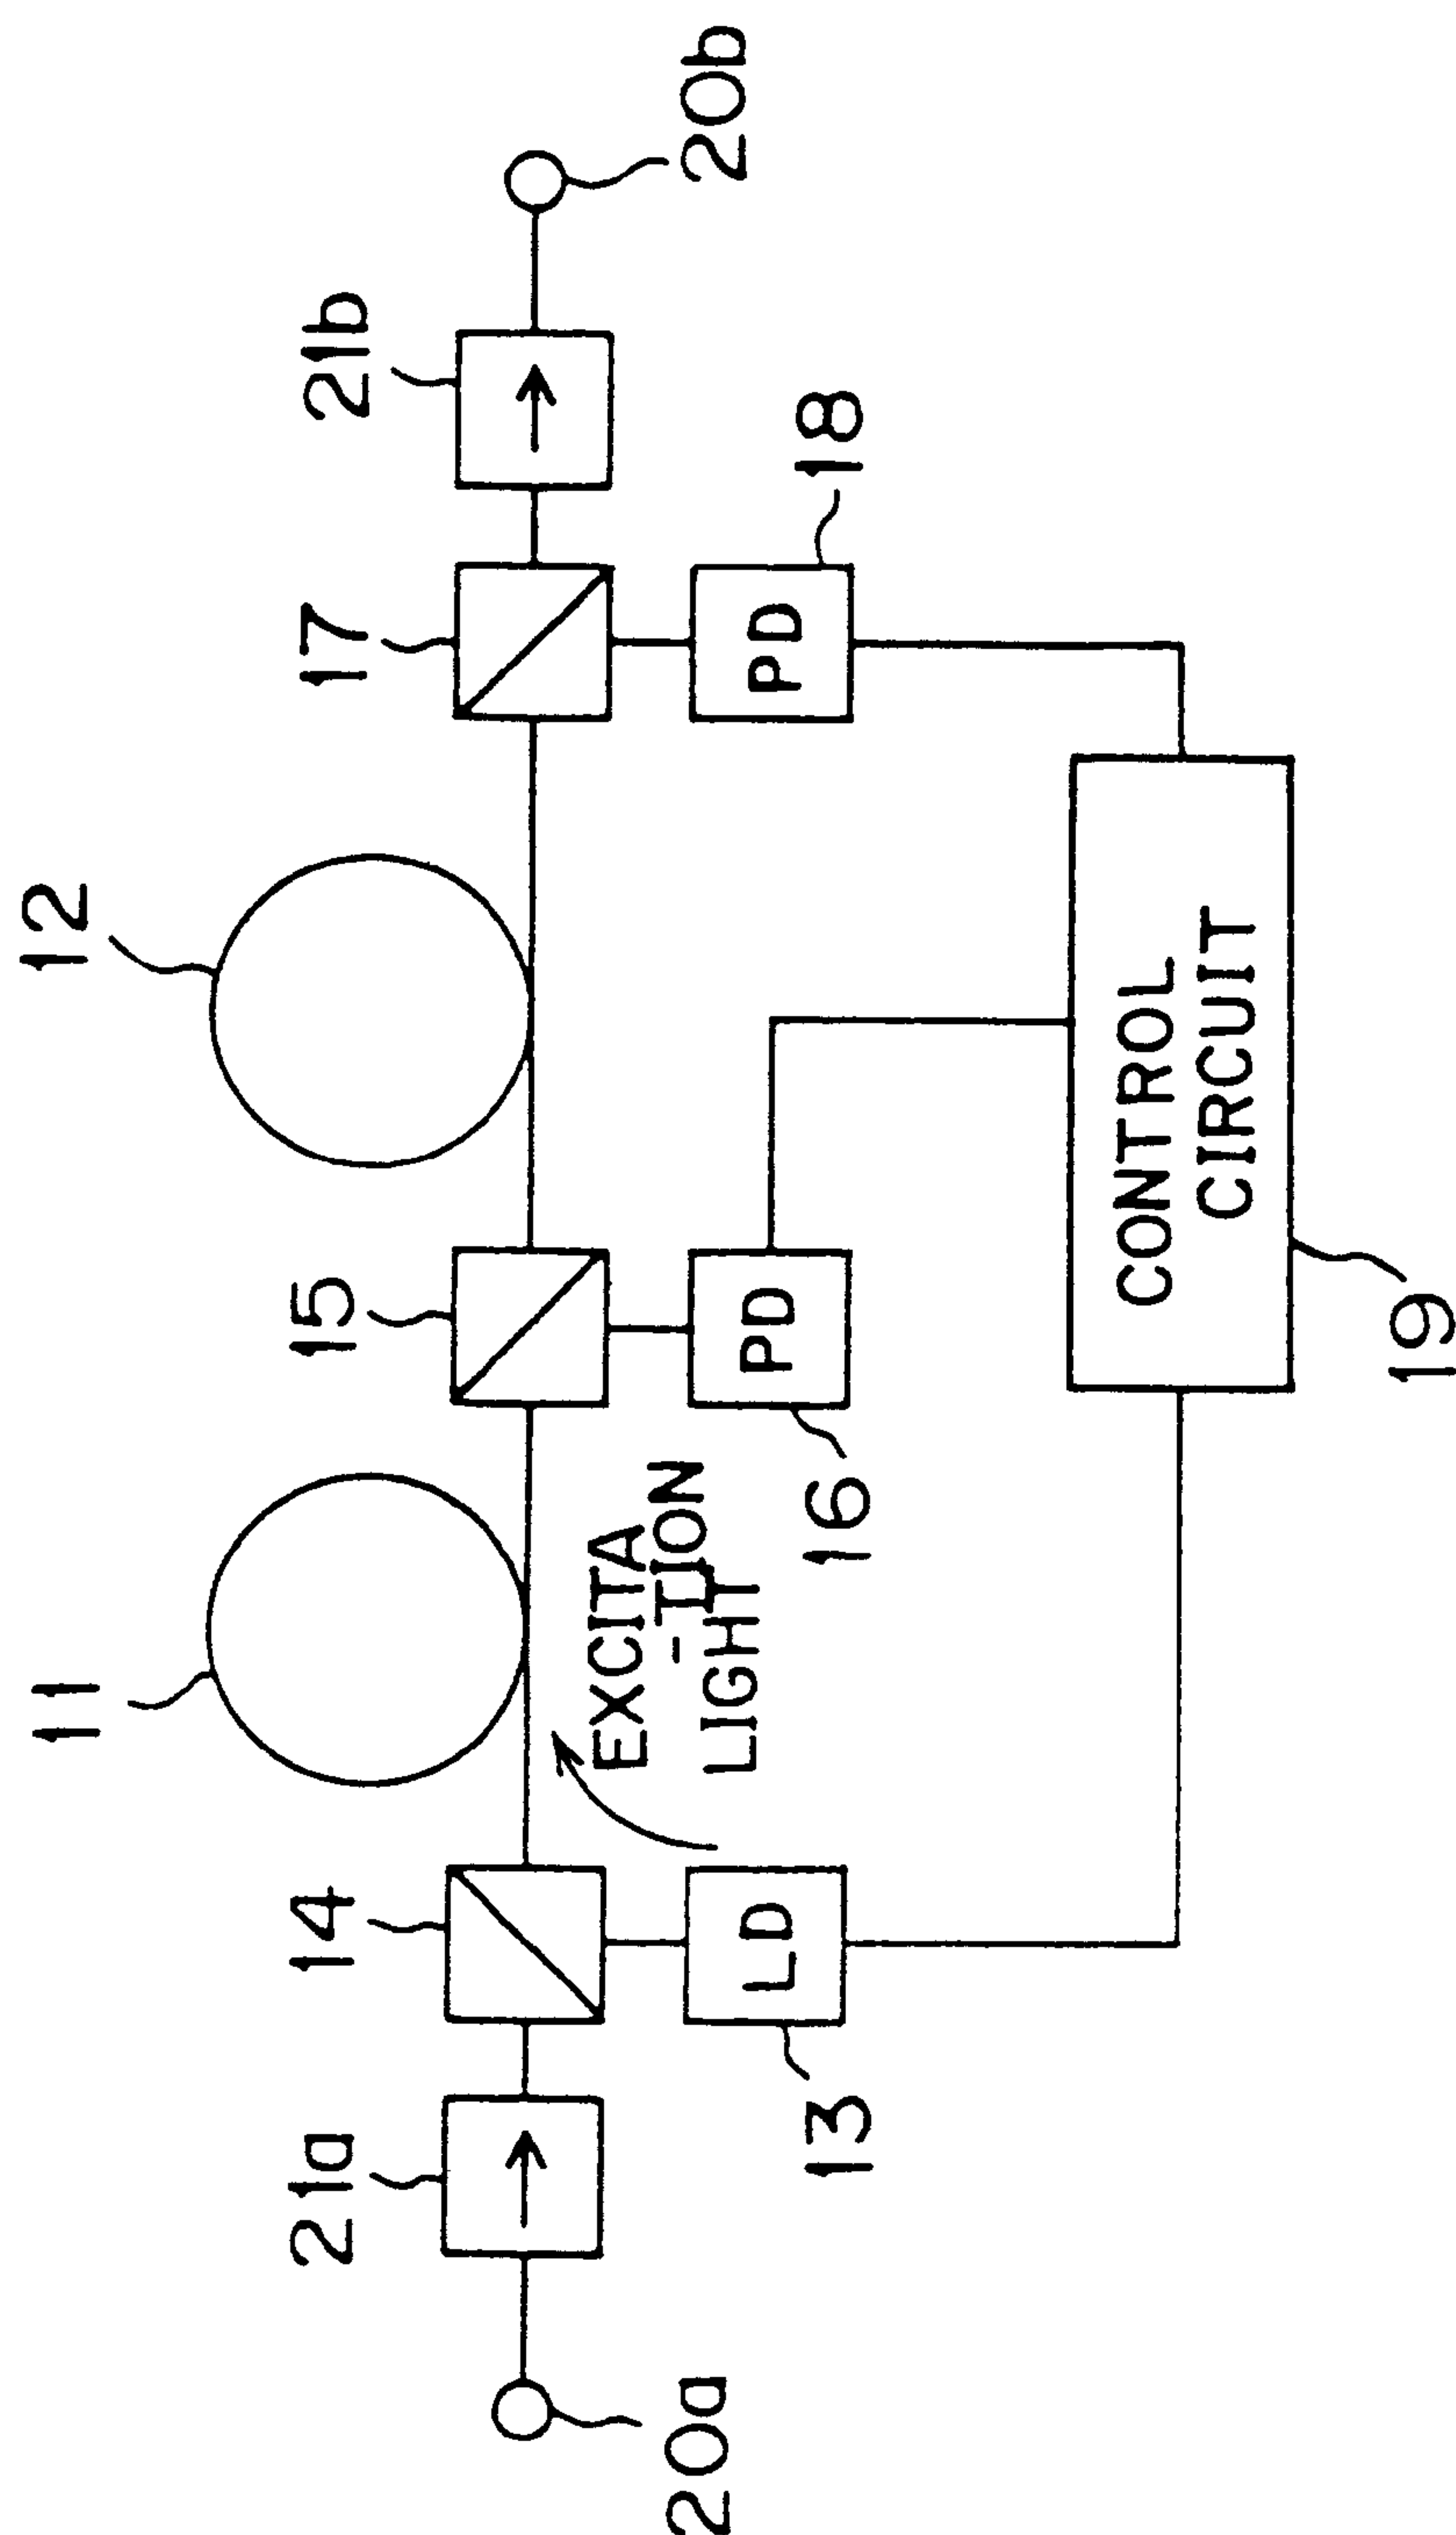 11
12
21a
14
15
17
21b
20a
20b
EXCITA
-TION
LIGHT
LD
PD
PD
13
16
18
CONTROL
CIRCUIT
19